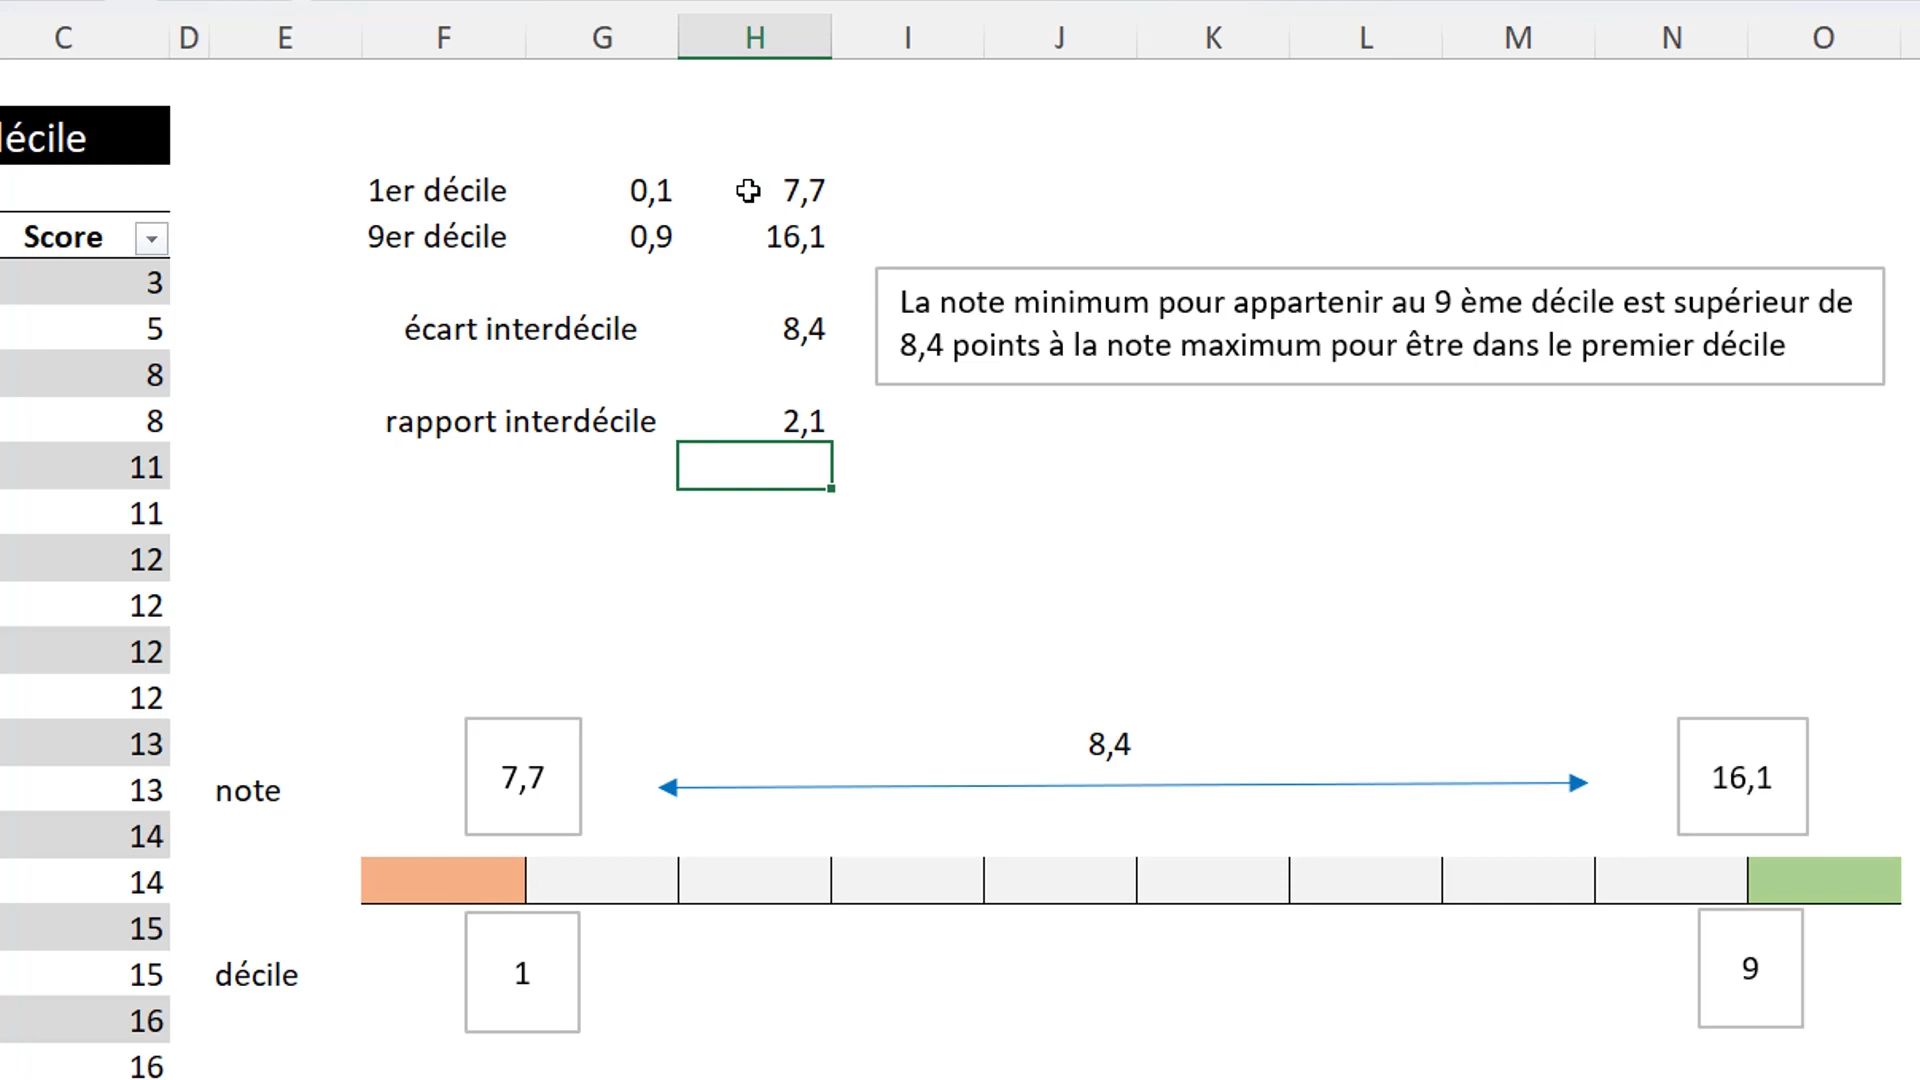 C D E F G H I J K L M N O
écile
1er décile 0,1 7,7
Score 9er décile 0,9 16,1
3
La note minimum pour appartenir au 9 ème décile est supérieur de
8,4 points à la note maximum pour être dans le premier décile
5 écart interdécile 8,4
8
8 rapport interdécile 2,1
11
11
12
12
12
12
13 8,4
13 note 7,7 16,1
14
14
15
15 décile 1 9
16
16